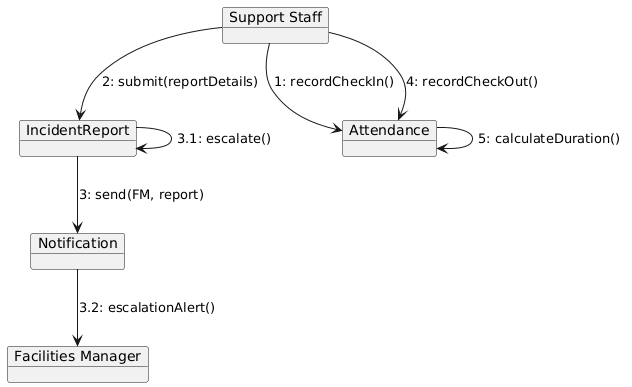 Support Staff
2: submit(reportDetails)
1: recordCheckIn()
4: recordCheckOut()
IncidentReport
3.1: escalate()
Attendance
5: calculateDuration()
3: send(FM, report)
Notification
3.2: escalationAlert()
Facilities Manager